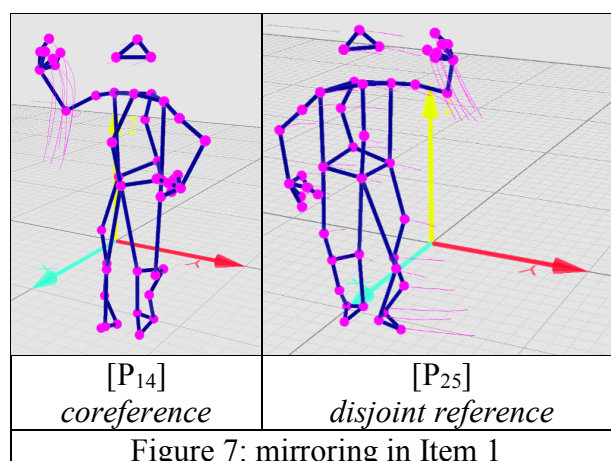 Z
Y
[P14]
coreference
[P25]
disjoint reference
Figure 7: mirroring in Item 1